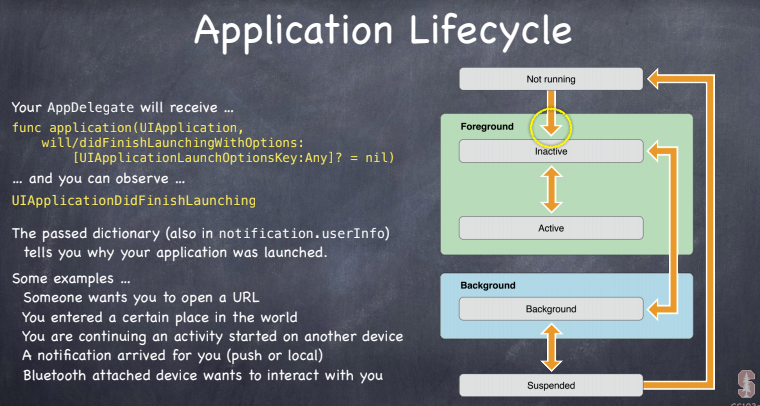 Application Lifecycle
Your AppDelegate will receive ...
func application(UIApplication,
will/didFinishLaunchingWithOptions:
[UIApplicationLaunchOptionsKey:Any]? = nil)
... and you can observe ...
UIApplicationDidFinishLaunching
The passed dictionary (also in notification.userInfo)
tells you why your application was launched.
Some examples ...
Someone wants you to open a URL
You entered a certain place in the world
You are continuing an activity started on another device
A notification arrived for you (push or local)
Bluetooth attached device wants to interact with you
Not running
Foreground
Inactive
Active
Background
Background
Suspended